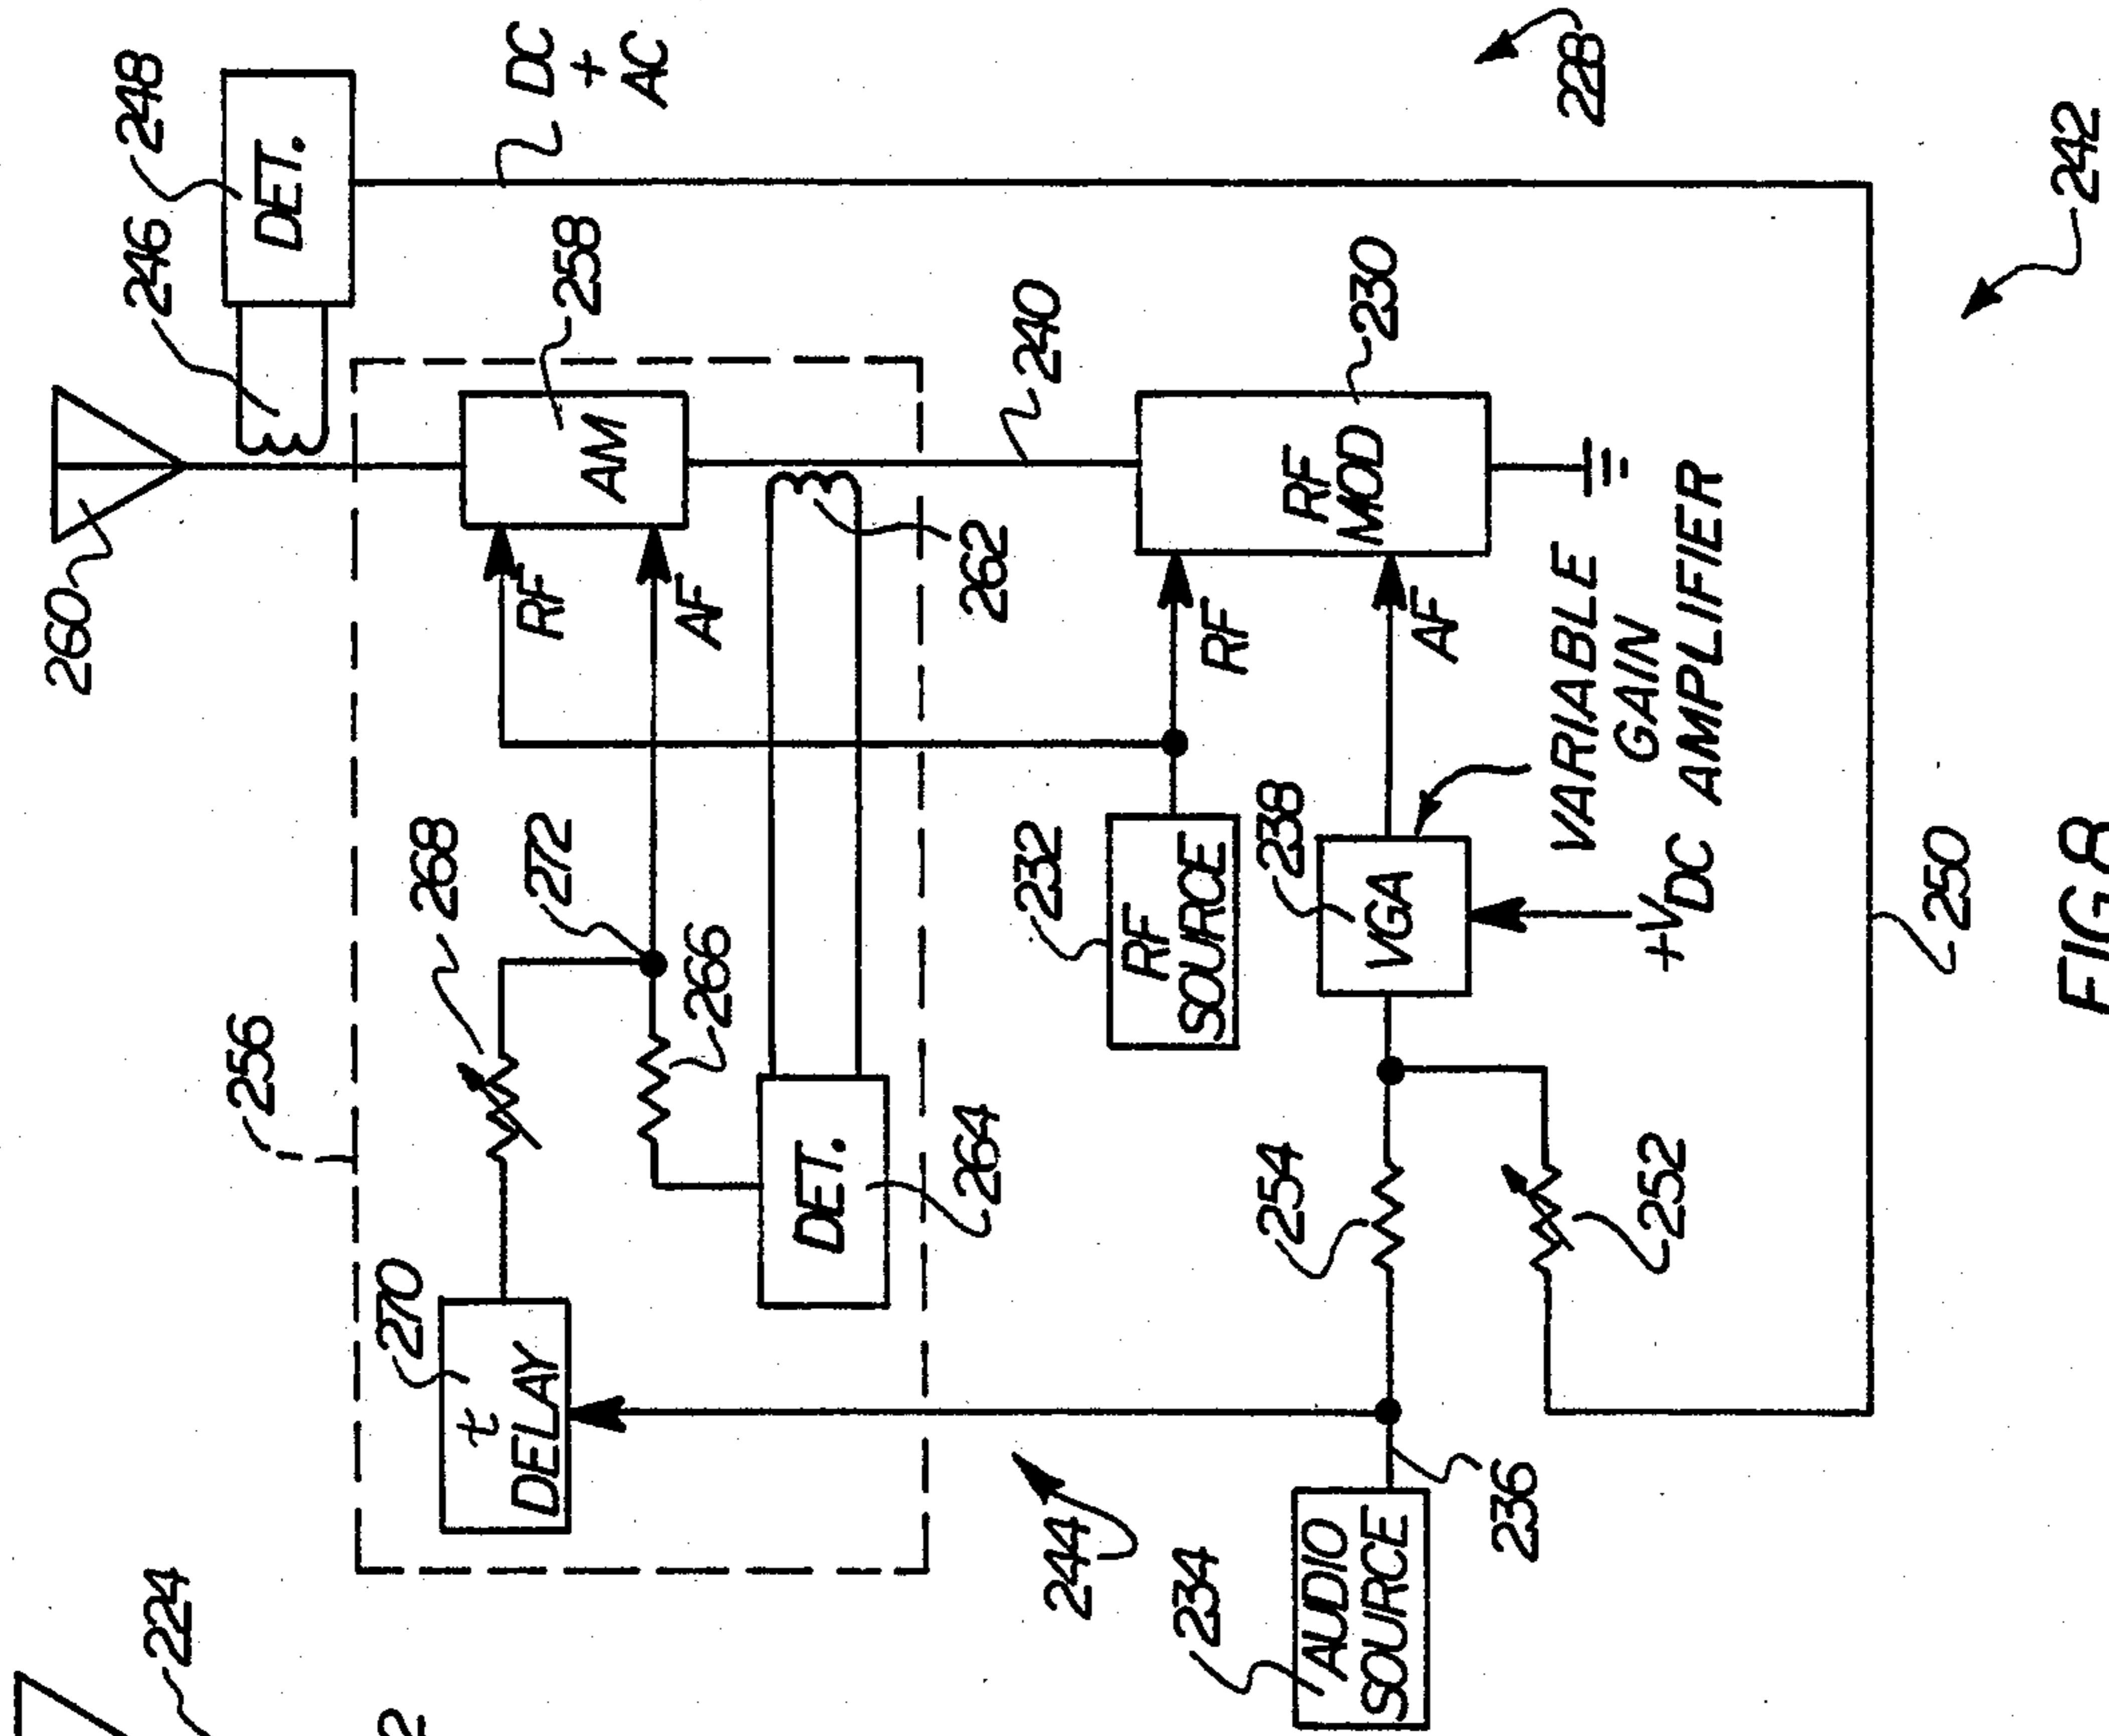 260
246
248
DET.
DC
+
AC
256
268
272
266
258
AM
RF
AF
262
240
270
t
DELAY
DET.
264
232
RF
SOURCE
RF
RF
MOD
230
228
244
234
AUDIO
SOURCE
236
254
252
238
VGA
AF
VARIABLE
GAIN
AMPLIFIER
+VDC
250
242
224
FIG 8